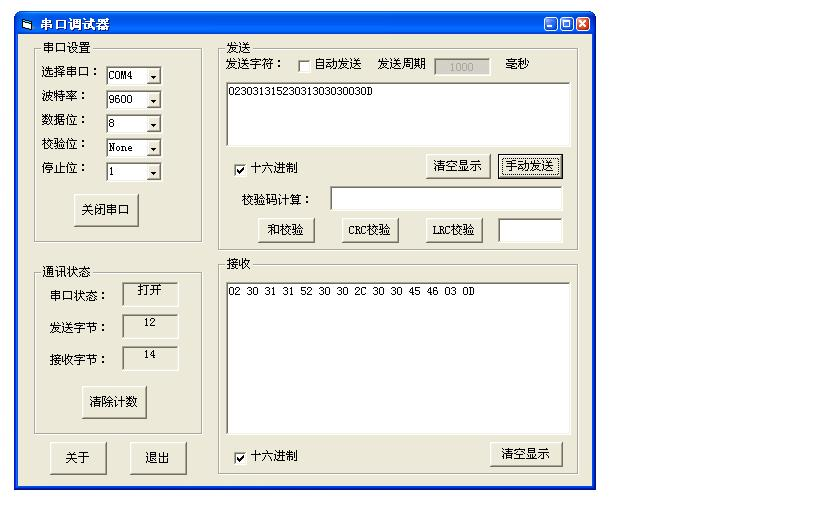 串口调试器
串口设置
选择串口： COM4
波特率： 9600
数据位： 8
校验位： None
停止位： 1
关闭串口
通讯状态
串口状态： 打开
发送字节： 12
接收字节： 14
清除计数
关于 退出
发送
发送字符： 自动发送 发送周期 1000 毫秒
02303131523031303030030D
十六进制 清空显示 手动发送
校验码计算：
和校验 CRC校验 LRC校验
接收
02 30 31 31 52 30 30 2C 30 30 45 46 03 0D
十六进制 清空显示